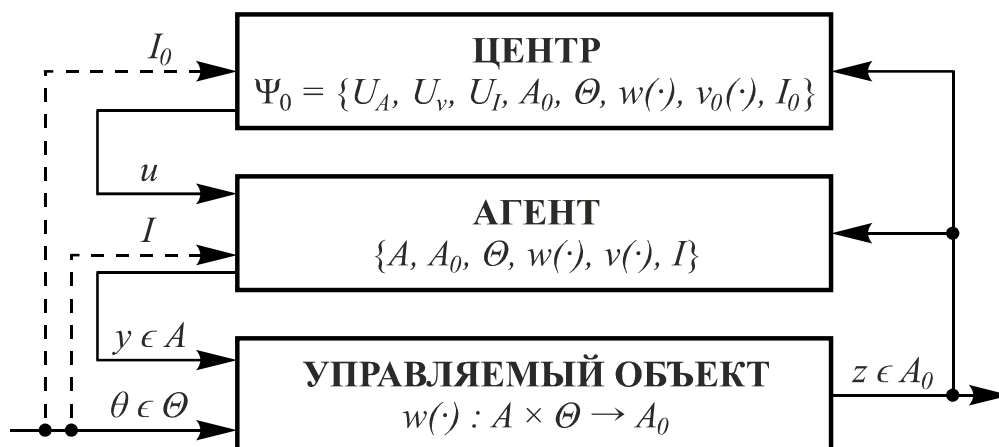 I₀
ЦЕНТР
Ψ₀ = {U_A, U_v, U_I, A₀, Θ, w(·), v₀(·), I₀}
u
АГЕНТ
I
{A, A₀, Θ, w(·), v(·), I}
y ϵ A
УПРАВЛЯЕМЫЙ ОБЪЕКТ
z ϵ A₀
θ ϵ Θ
w(·) : A × Θ → A₀